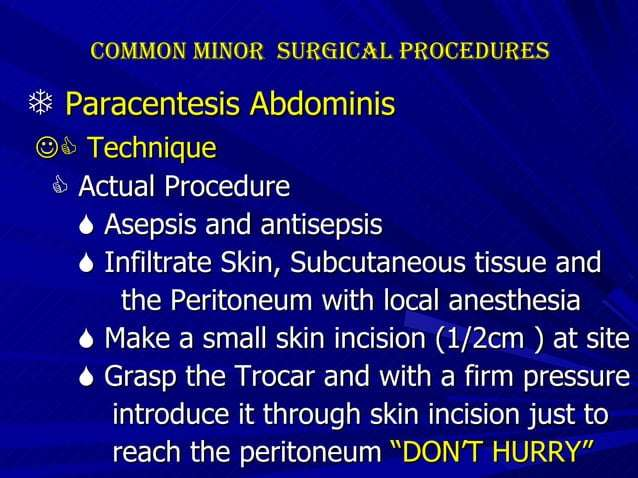 COMMON MINOR SURGICAL PROCEDURES
Paracentesis Abdominis
Technique
Actual Procedure
Asepsis and antisepsis
Infiltrate Skin, Subcutaneous tissue and
the Peritoneum with local anesthesia
Make a small skin incision (1/2cm ) at site
Grasp the Trocar and with a firm pressure
introduce it through skin incision just to
reach the peritoneum “DON’T HURRY”